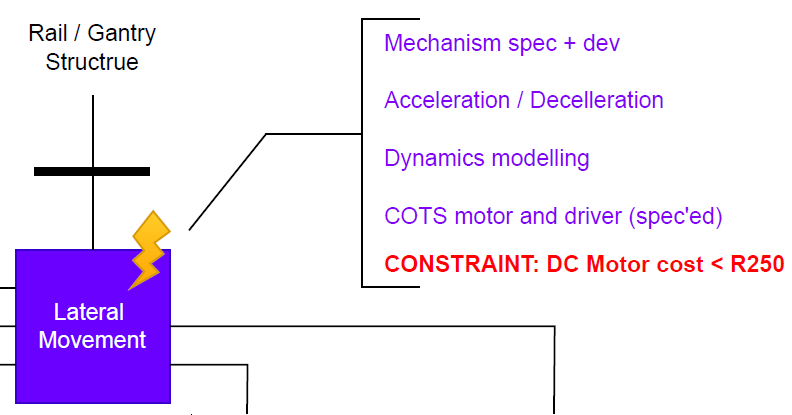 Rail / Gantry
Structrue
Mechanism spec + dev
Acceleration / Decelleration
Dynamics modelling
COTS motor and driver (spec'ed)
CONSTRAINT: DC Motor cost < R250
Lateral
Movement